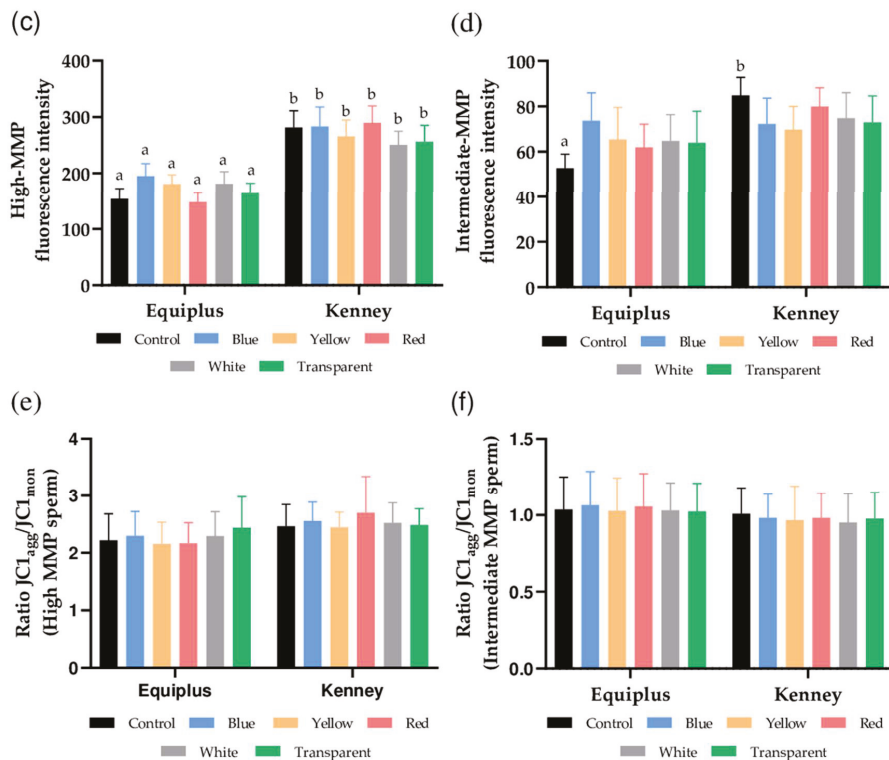 (c)
High-MMP
fluorescence intensity
400
300
200
100
0
a a a a a a
b b b b b b
Equiplus Kenney
Control Blue Yellow Red
White Transparent
(d)
Intermediate-MMP
fluorescence intensity
100
80
60
40
20
0
a
b
Equiplus Kenney
Control Blue Yellow Red
White Transparent
(e)
Ratio JC1agg/JC1mon
(High MMP sperm)
4
3
2
1
0
Equiplus Kenney
Control Blue Yellow Red
White Transparent
(f)
Ratio JC1agg/JC1mon
(Intermediate MMP sperm)
1.5
1.0
0.5
0.0
Equiplus Kenney
Control Blue Yellow Red
White Transparent